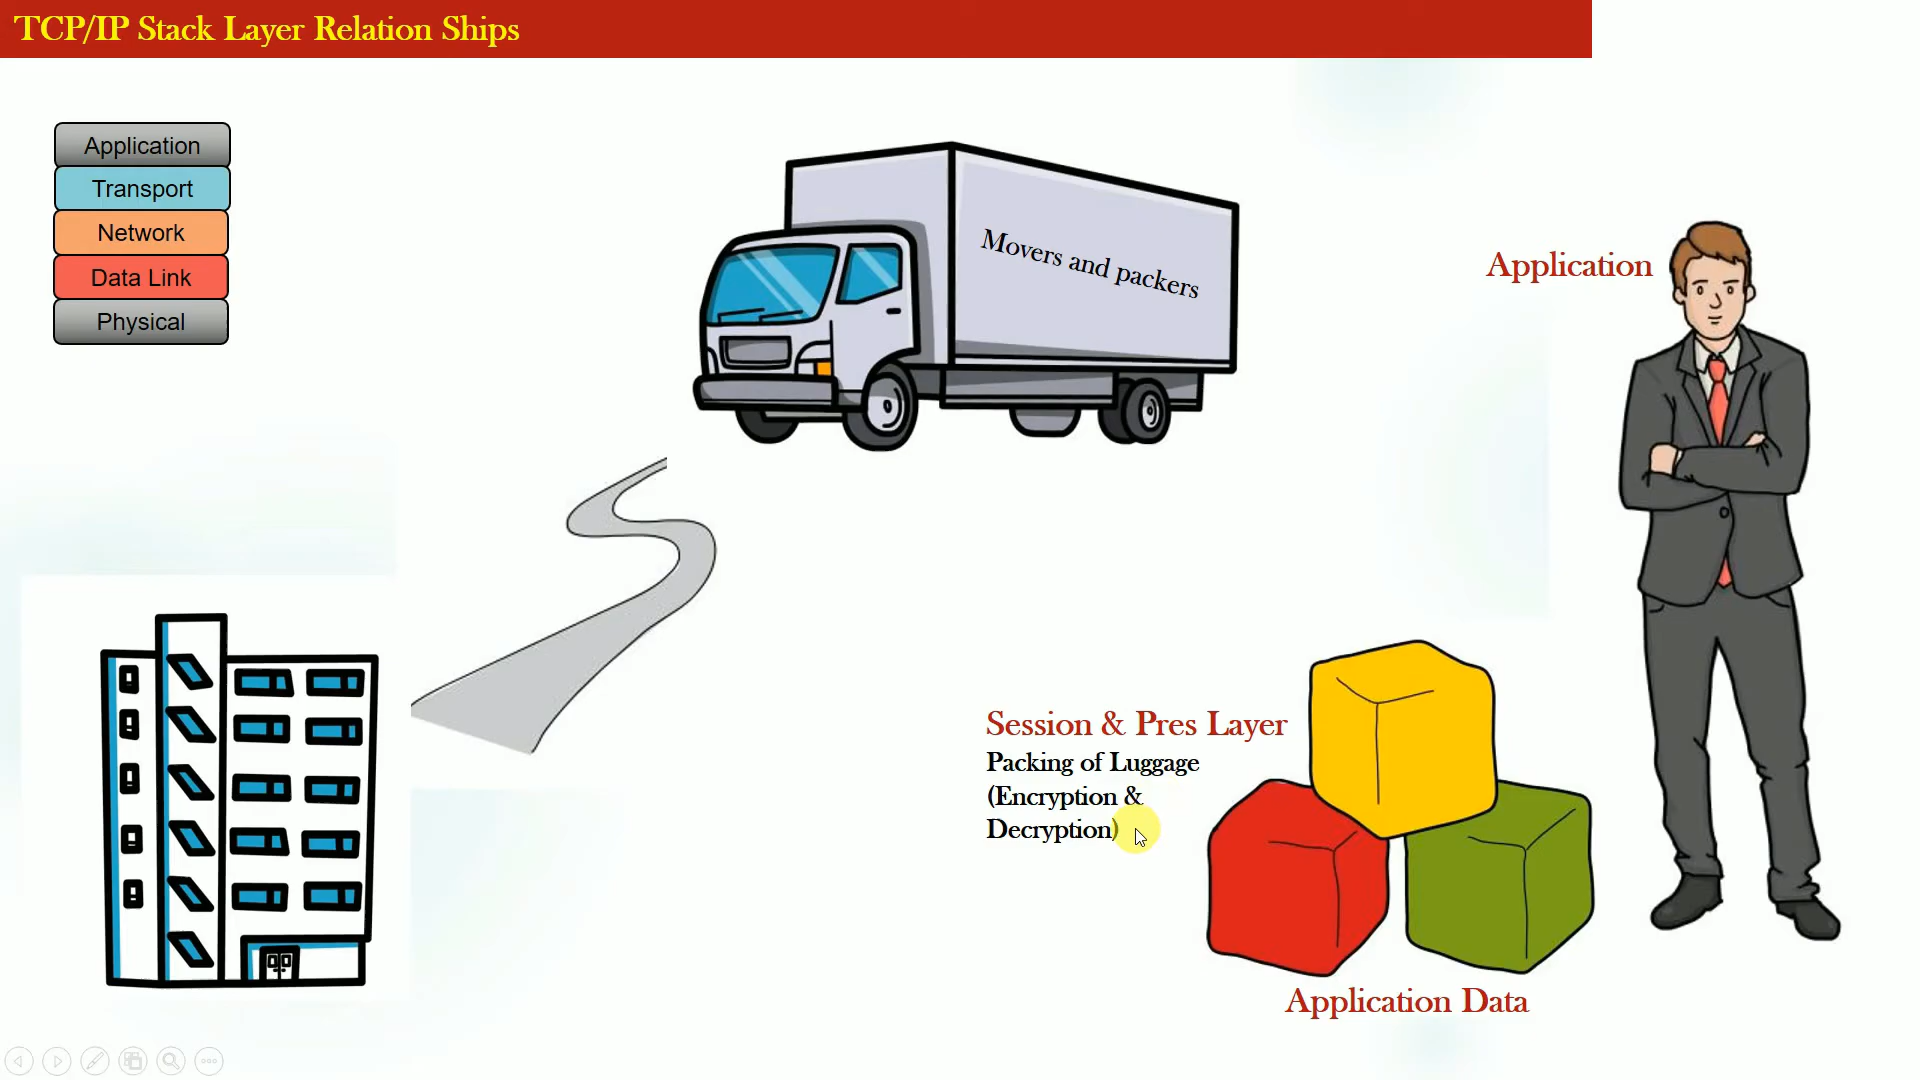 TCP/IP Stack Layer Relation Ships
Application
Transport
Network
Data Link
Physical
Movers and packers
Application
Session & Pres Layer
Packing of Luggage
(Encryption &
Decryption)
Application Data